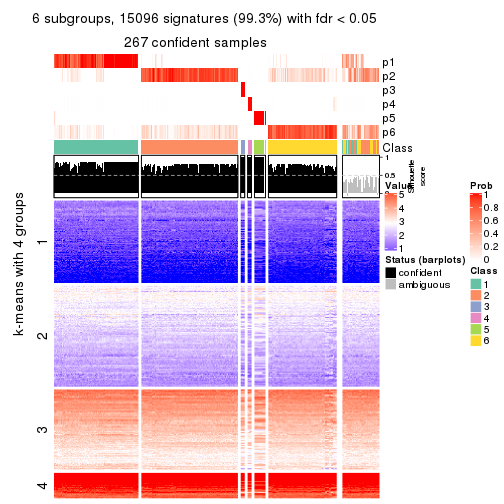 6 subgroups, 15096 signatures (99.3%) with fdr < 0.05
267 confident samples
p1
p2
p3
p4
p5
p6
Class
1
0.5
0
Silhouette
score
k-means with 4 groups
1
2
3
4
Value
5
4
3
2
1
Status (barplots)
confident
ambiguous
Prob
1
0.8
0.6
0.4
0.2
0
Class
1
2
3
4
5
6